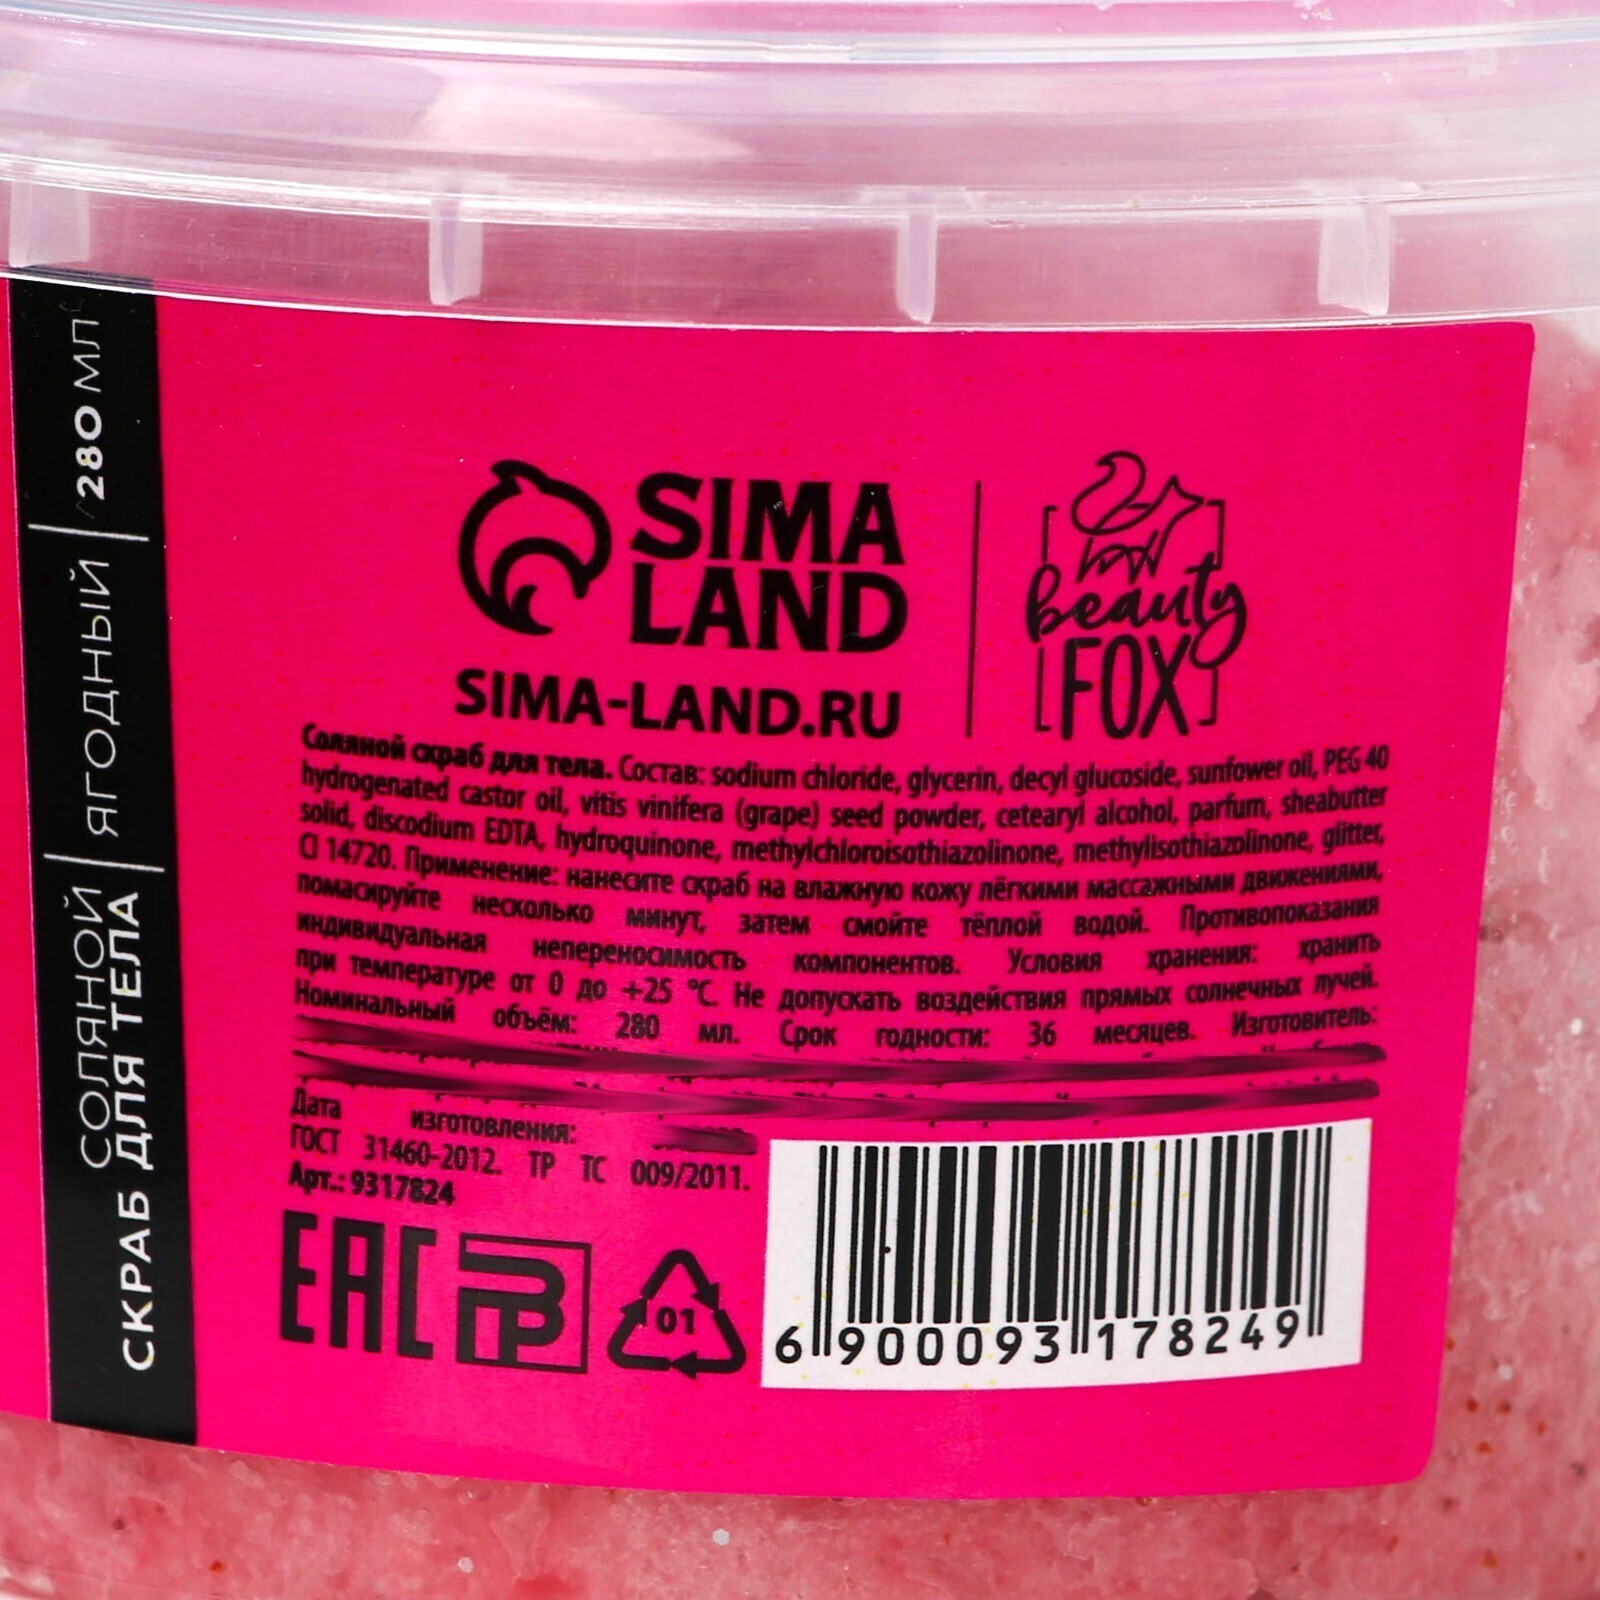 СОЛЯНОЙ | ЯГОДНЫЙ | 280 МЛ
СКРАБ ДЛЯ ТЕЛА
SIMA
LAND
SIMA-LAND.RU
beauty
FOX
Соляной скраб для тела. Состав: sodium chloride, glycerin, decyl glucoside, sunfower oil, PEG 40
hydrogenated castor oil, vitis vinifera (grape) seed powder, cetearyl alcohol, parfum, sheabutter
solid, discodium EDTA, hydroquinone, methylchloroisothiazolinone, methylisothiazolinone, glitter,
CI 14720. Применение: нанесите скраб на влажную кожу лёгкими массажными движениями,
помасируйте несколько минут, затем смойте тёплой водой. Противопоказания
индивидуальная непереносимость компонентов. Условия хранения: хранить
при температуре от 0 до +25 °C. Не допускать воздействия прямых солнечных лучей.
Номинальный объём: 280 мл. Срок годности: 36 месяцев. Изготовитель:
Дата изготовления:
ГОСТ 31460-2012. ТР ТС 009/2011.
Арт.: 9317824
EAC
01
6 900093 178249